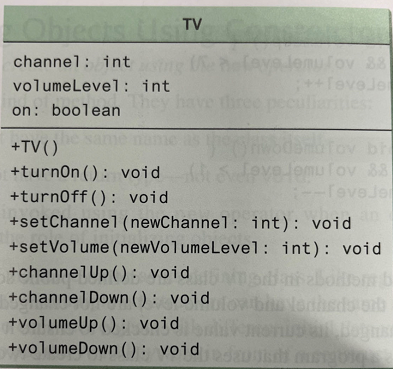 TV
channel: int
volumeLevel: int
on: boolean
+TV()
+turnOn(): void
+turnOff(): void
+setChannel(newChannel: int): void
+setVolume(newVolumeLevel: int): void
+channelUp(): void
+channelDown(): void
+volumeUp(): void
+volumeDown(): void